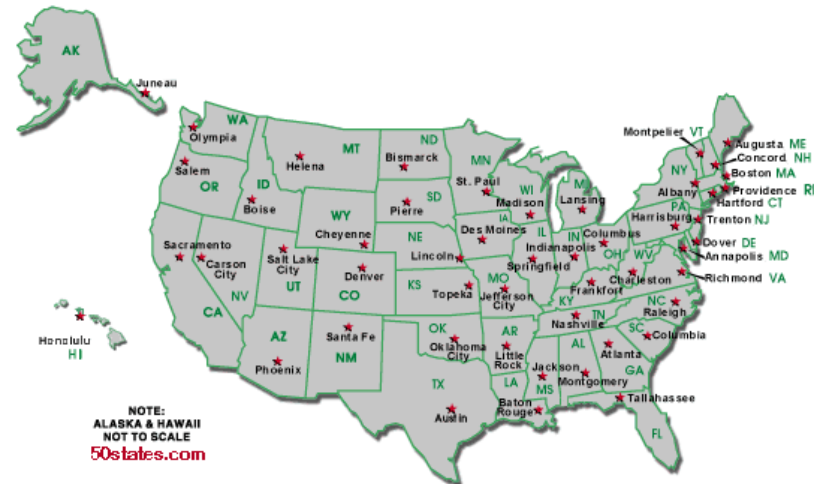 AK
Juneau
WA
Olympia
MT
Helena
ND
Bismarck
MN
St. Paul
Salem
OR
ID
Boise
WY
Cheyenne
SD
Pierre
WI
Madison
MI
Lansing
Montpelier VT
Augusta ME
Concord NH
Boston MA
Providence RI
Hartford CT
NY
Albany
PA
Harrisburg
Trenton NJ
Dover DE
Annapolis MD
Richmond VA
Sacramento
Carson
City
NV
CA
Salt Lake
City
UT
Denver
CO
NE
Lincoln
IA
Des Moines
IL
Springfield
IN
Indianapolis
Columbus
OH
WV
Charleston
KS
Topeka
MO
Jefferson
City
KY
Frankfort
TN
Nashville
NC
Raleigh
SC
Columbia
AZ
Phoenix
Santa Fe
NM
OK
Oklahoma
City
AR
Little
Rock
TX
Austin
LA
Baton
Rouge
Jackson
MS
AL
Montgomery
Atlanta
GA
Tallahassee
FL
Honolulu
HI
NOTE:
ALASKA & HAWAII
NOT TO SCALE
50states.com